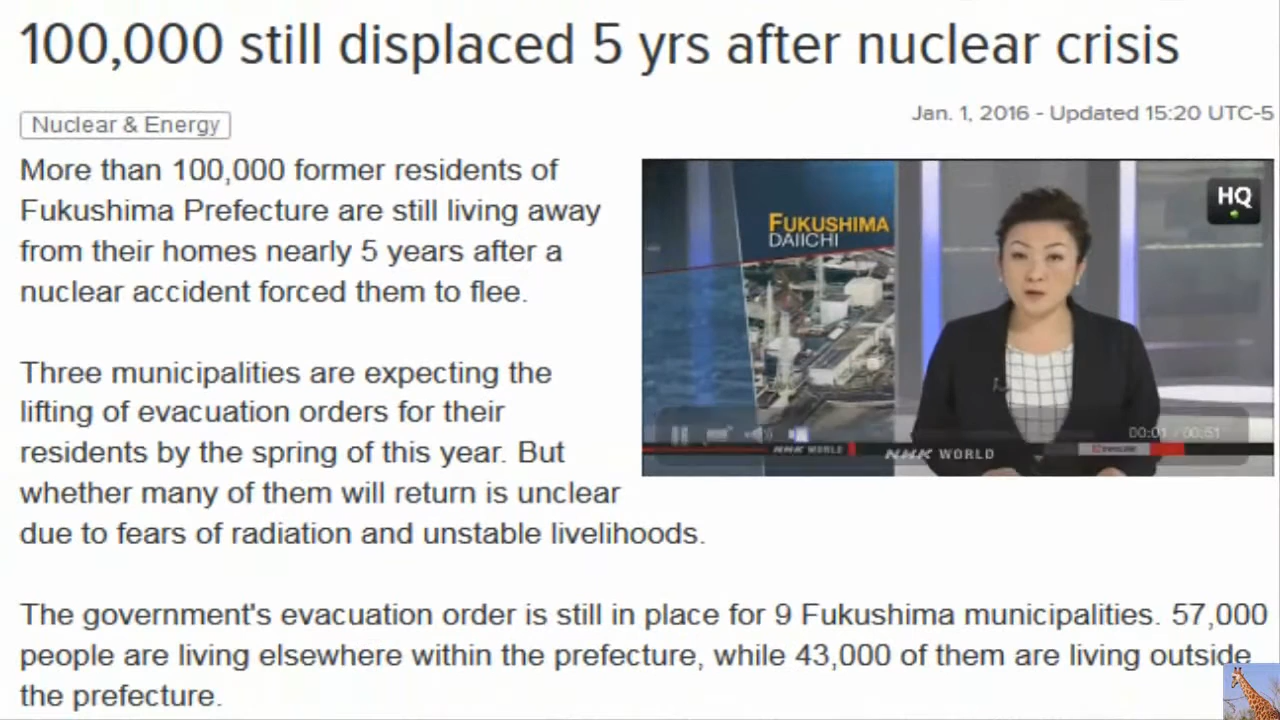 100,000 still displaced 5 yrs after nuclear crisis
Nuclear & Energy
Jan. 1, 2016 - Updated 15:20 UTC-5
More than 100,000 former residents of
Fukushima Prefecture are still living away
from their homes nearly 5 years after a
nuclear accident forced them to flee.
HQ
FUKUSHIMA
DAIICHI
00:01 / 00:51
NHK WORLD
NHK WORLD
Three municipalities are expecting the
lifting of evacuation orders for their
residents by the spring of this year. But
whether many of them will return is unclear
due to fears of radiation and unstable livelihoods.
The government's evacuation order is still in place for 9 Fukushima municipalities. 57,000
people are living elsewhere within the prefecture, while 43,000 of them are living outside
the prefecture.